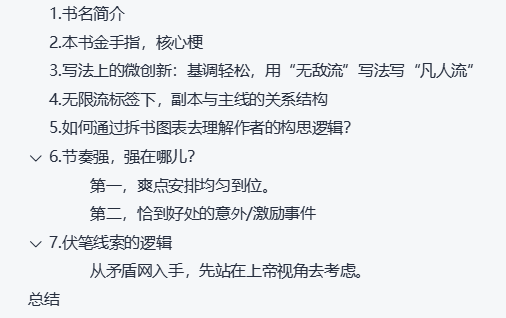 1.书名简介
2.本书金手指，核心梗
3.写法上的微创新：基调轻松，用“无敌流”写法写“凡人流”
4.无限流标签下，副本与主线的关系结构
5.如何通过拆书图表去理解作者的构思逻辑？
6.节奏强，强在哪儿？
第一，爽点安排均匀到位。
第二，恰到好处的意外/激励事件
7.伏笔线索的逻辑
从矛盾网入手，先站在上帝视角去考虑。
总结